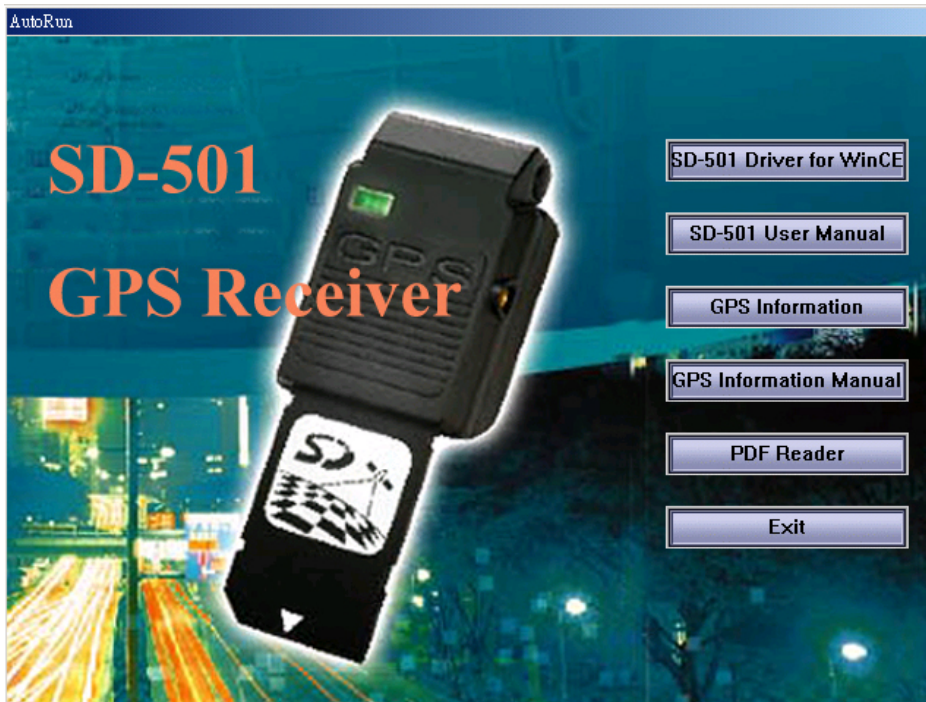 AutoRun
SD-501
GPS Receiver
GPS
SD
SD-501 Driver for WinCE
SD-501 User Manual
GPS Information
GPS Information Manual
PDF Reader
Exit